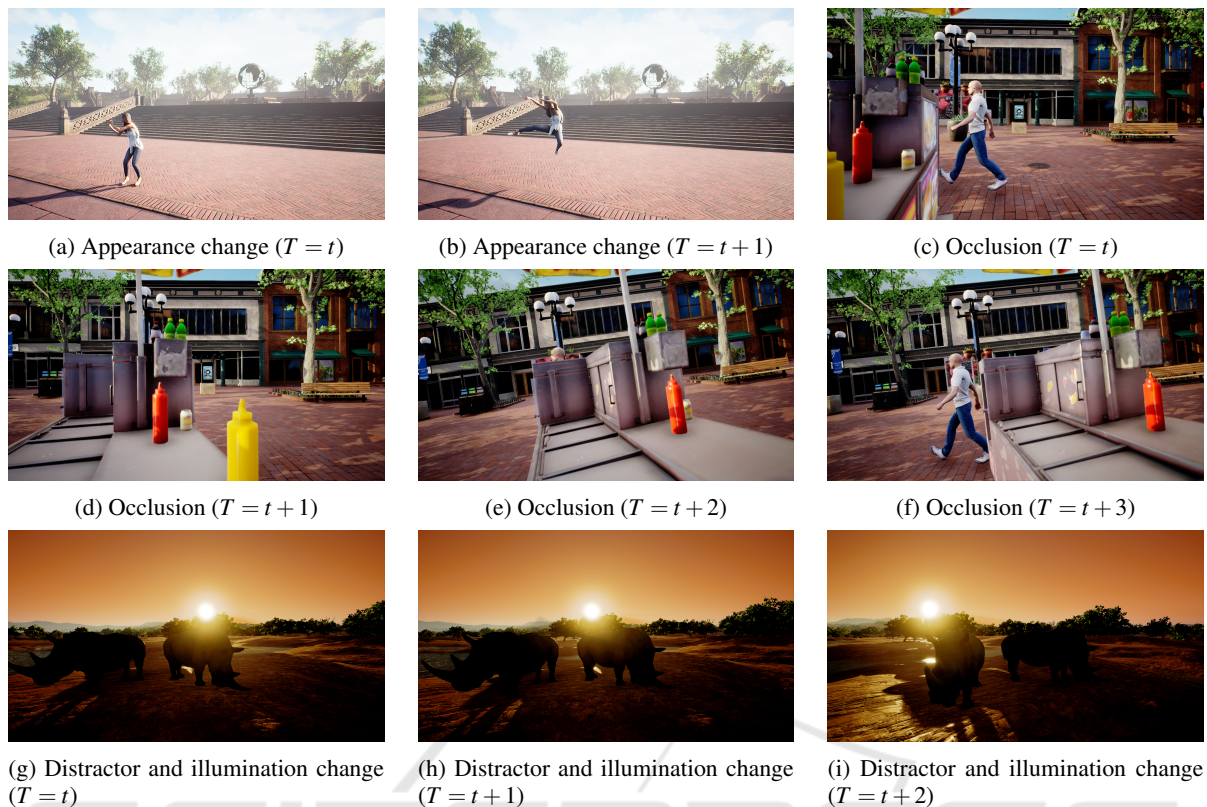 (a) Appearance change (T = t)
(b) Appearance change (T = t + 1)
(c) Occlusion (T = t)
(d) Occlusion (T = t + 1)
(e) Occlusion (T = t + 2)
(f) Occlusion (T = t + 3)
(g) Distractor and illumination change
(T = t)
(h) Distractor and illumination change
(T = t + 1)
(i) Distractor and illumination change
(T = t + 2)